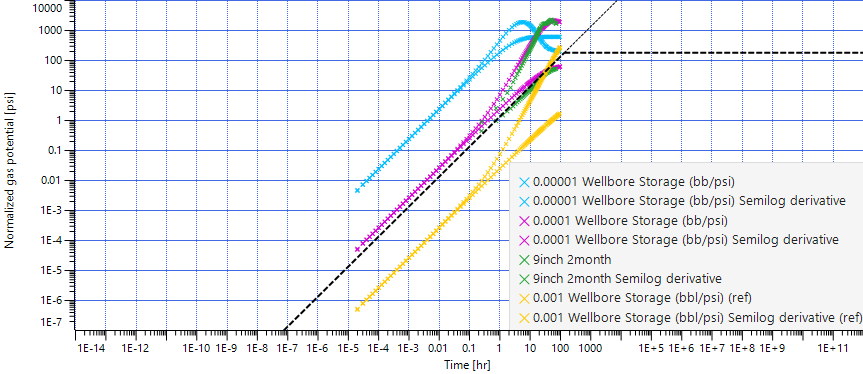 10000
1000
100
10
1
0.1
0.01
1E-3
1E-4
1E-5
1E-6
1E-7
Normalized gas potential [psi]
0.00001 Wellbore Storage (bb/psi)
0.00001 Wellbore Storage (bb/psi) Semilog derivative
0.0001 Wellbore Storage (bb/psi)
0.0001 Wellbore Storage (bb/psi) Semilog derivative
9inch 2month
9inch 2month Semilog derivative
0.001 Wellbore Storage (bbl/psi) (ref)
0.001 Wellbore Storage (bbl/psi) Semilog derivative (ref)
1E-14 1E-12 1E-10 1E-9 1E-8 1E-7 1E-6 1E-5 1E-4 1E-3 0.01 0.1 1 10 100 1000 1E+5 1E+6 1E+7 1E+8 1E+9 1E+11
Time [hr]